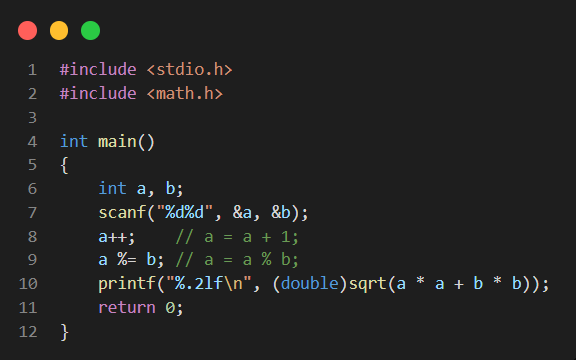 1 #include <stdio.h>
2 #include <math.h>
3
4 int main()
5 {
6     int a, b;
7     scanf("%d%d", &a, &b);
8     a++;    // a = a + 1;
9     a %= b; // a = a % b;
10     printf("%.2lf\n", (double)sqrt(a * a + b * b));
11     return 0;
12 }